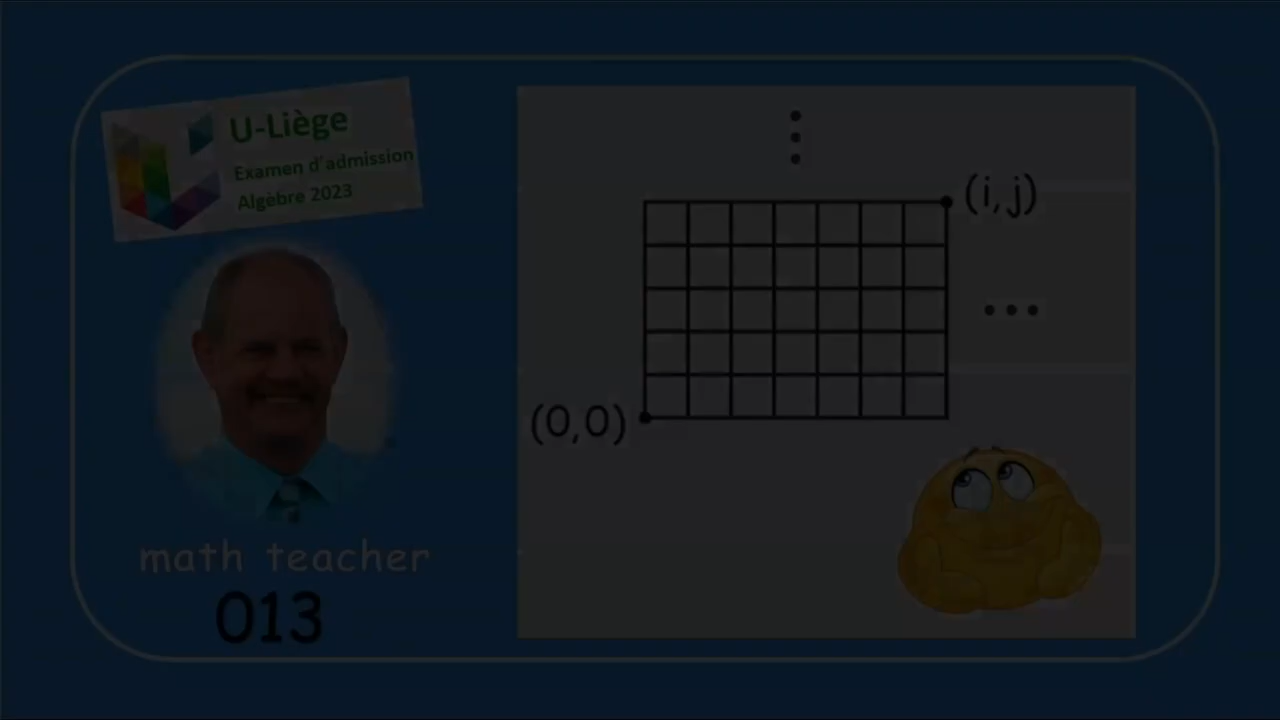 U-Liège
Examen d'admission
Algèbre 2023
(i,j)
(0,0)
math teacher
013